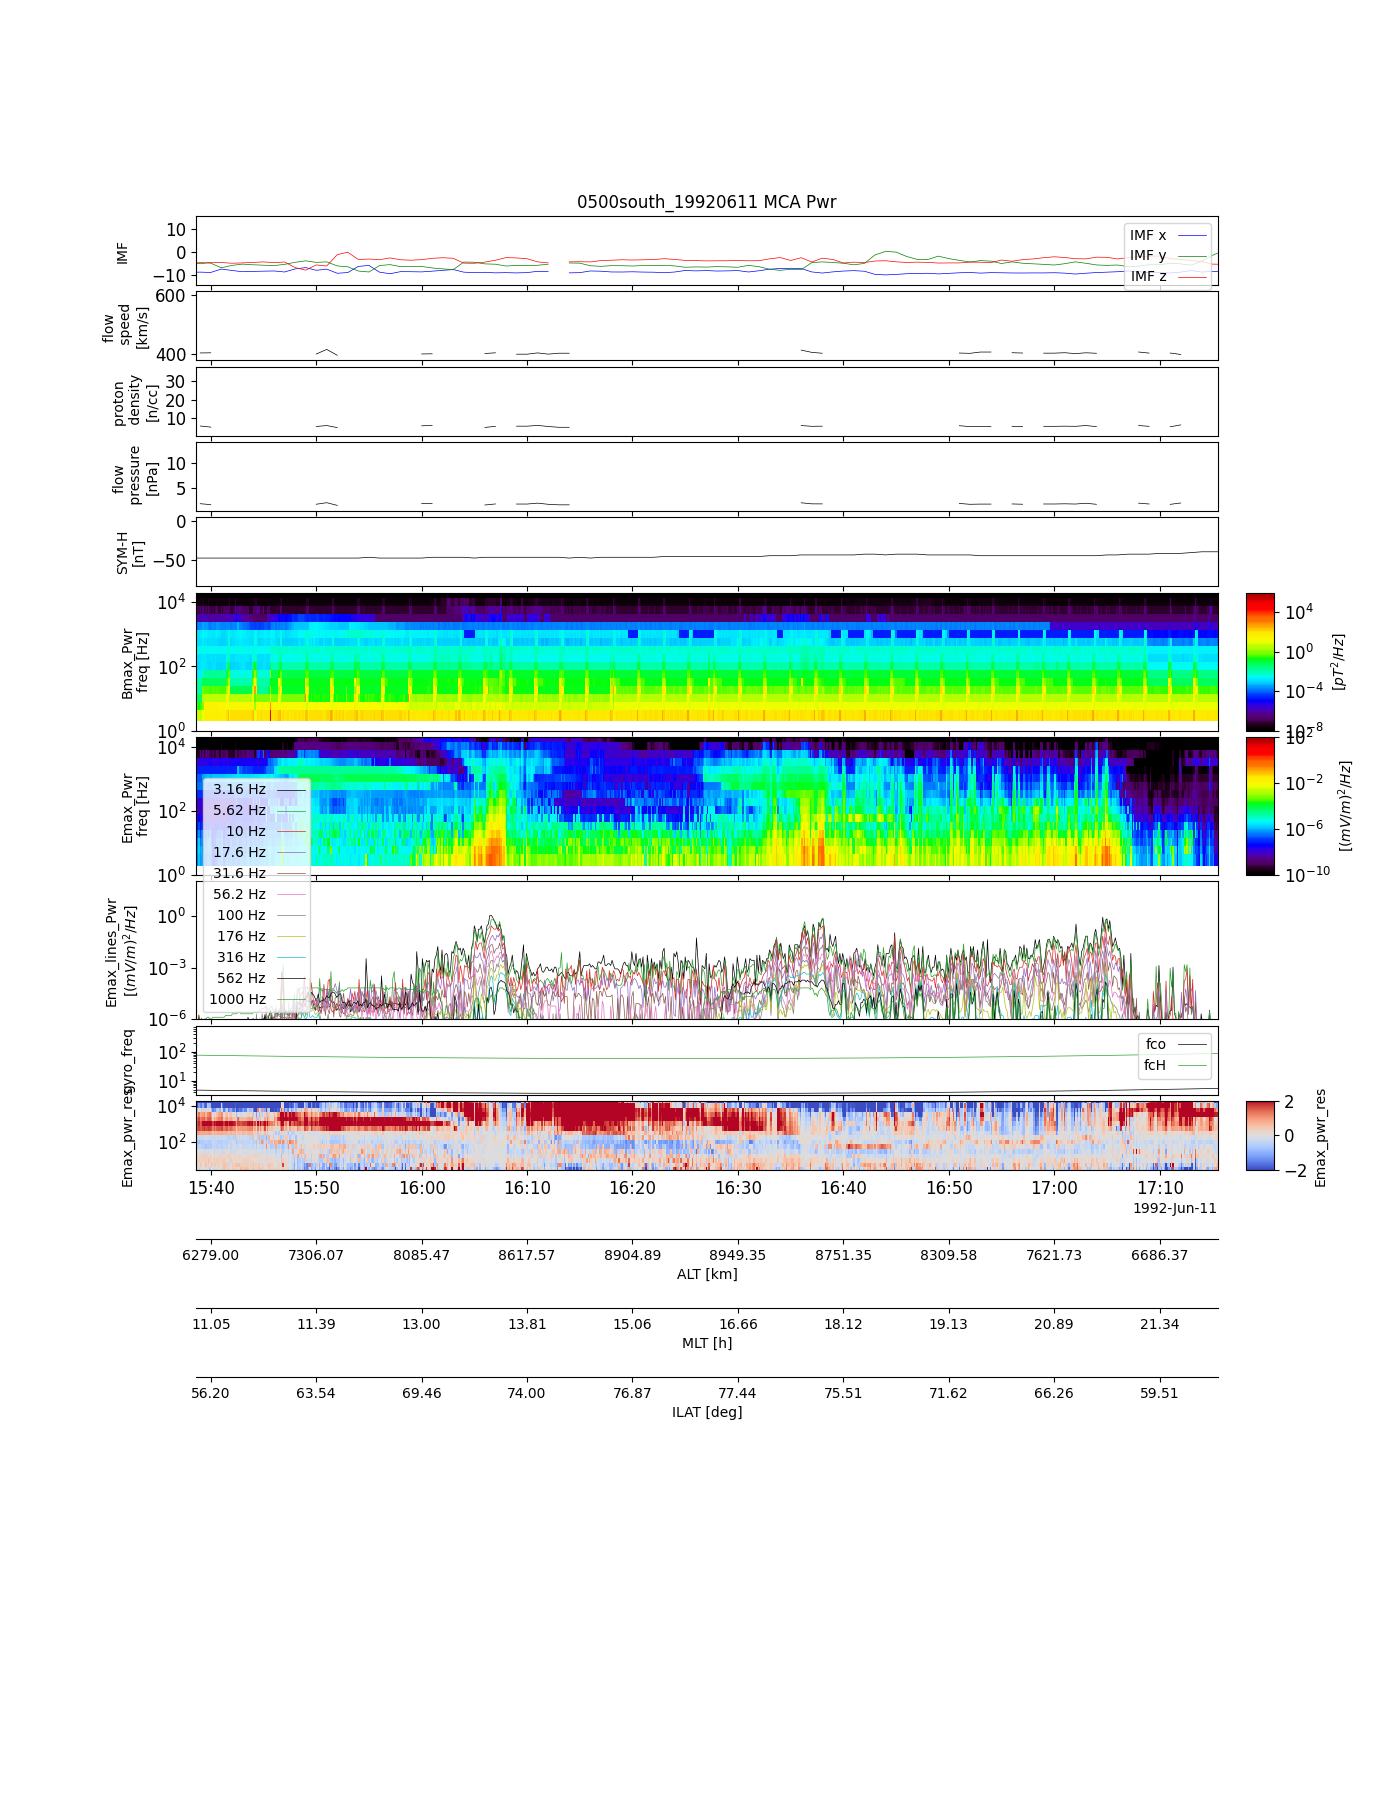 0500south_19920611 MCA Pwr
10
0
−10
IMF
IMF x
IMF y
IMF z
600
400
flow
speed
[km/s]
30
20
10
proton
density
[n/cc]
10
5
flow
pressure
[nPa]
0
−50
SYM-H
[nT]
10^4
10^2
10^0
Bmax_Pwr
freq [Hz]
10^4
10^0
10^−4
10^−8
[pT^2/Hz]
10^4
10^2
10^0
Emax_Pwr
freq [Hz]
10^2
10^−2
10^−6
10^−10
[(mV/m)^2/Hz]
3.16 Hz
5.62 Hz
10 Hz
17.6 Hz
31.6 Hz
56.2 Hz
100 Hz
176 Hz
316 Hz
562 Hz
1000 Hz
10^0
10^−3
10^−6
Emax_lines_Pwr
[(mV/m)^2/Hz]
10^2
10^1
gyro_freq
fco
fcH
10^4
10^2
Emax_pwr_res
2
0
−2
Emax_pwr_res
15:40 15:50 16:00 16:10 16:20 16:30 16:40 16:50 17:00 17:10
1992-Jun-11
6279.00 7306.07 8085.47 8617.57 8904.89 8949.35 8751.35 8309.58 7621.73 6686.37
ALT [km]
11.05 11.39 13.00 13.81 15.06 16.66 18.12 19.13 20.89 21.34
MLT [h]
56.20 63.54 69.46 74.00 76.87 77.44 75.51 71.62 66.26 59.51
ILAT [deg]